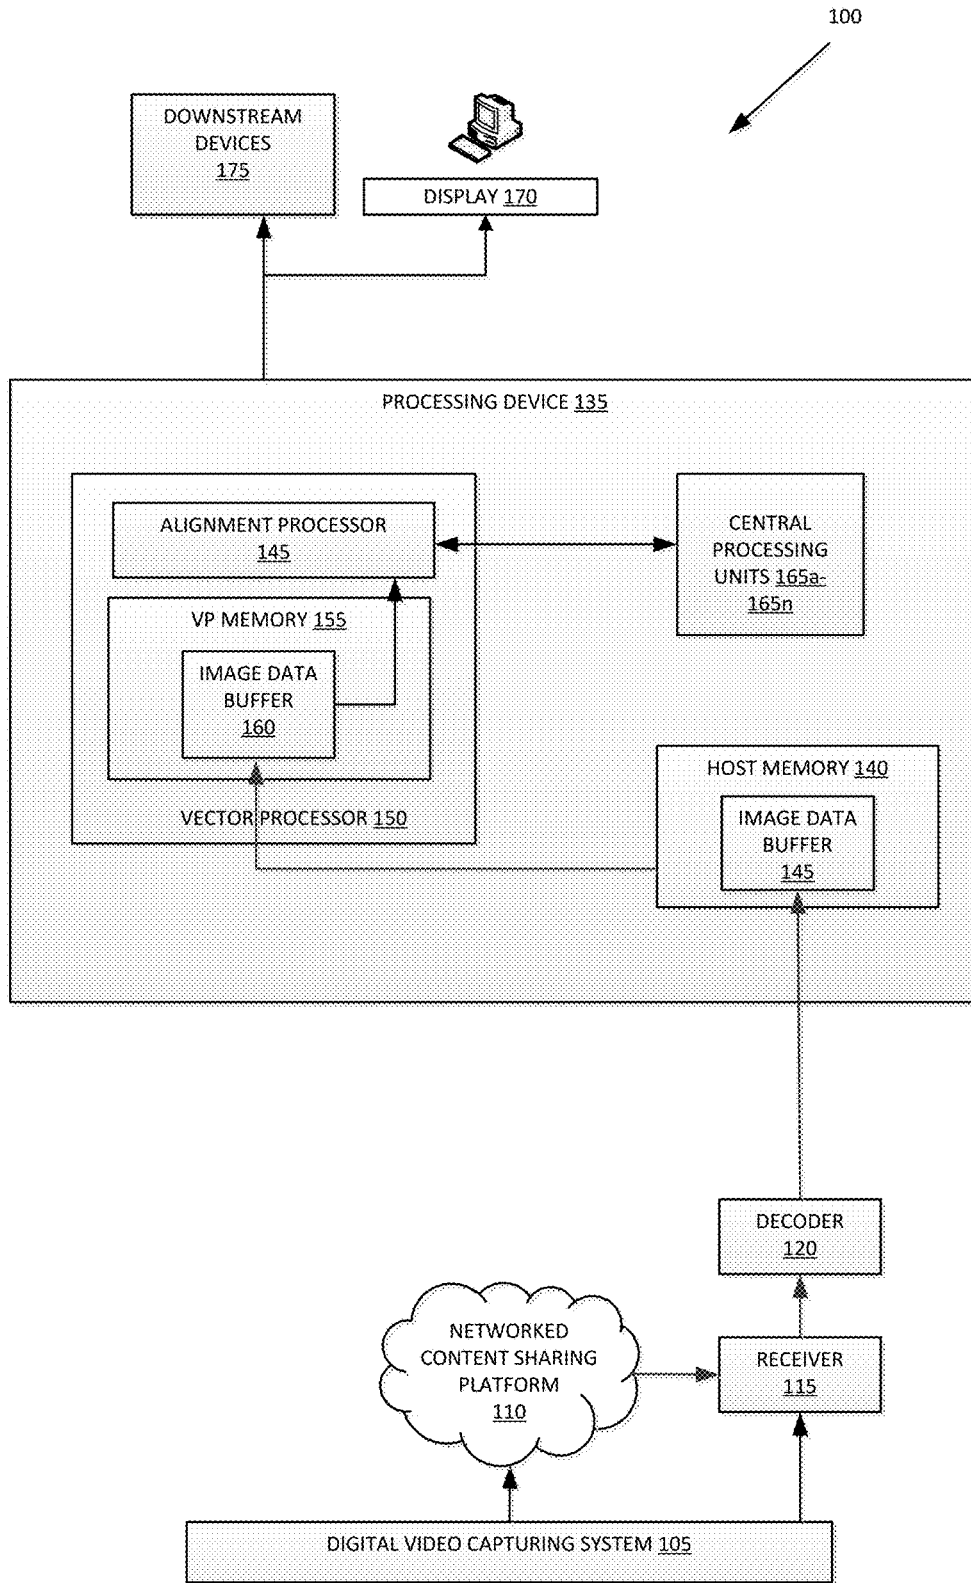 100
DOWNSTREAM
DEVICES
175
DISPLAY 170
PROCESSING DEVICE 135
ALIGNMENT PROCESSOR
145
CENTRAL
PROCESSING
UNITS 165a-
165n
VP MEMORY 155
IMAGE DATA
BUFFER
160
VECTOR PROCESSOR 150
HOST MEMORY 140
IMAGE DATA
BUFFER
145
DECODER
120
NETWORKED
CONTENT SHARING
PLATFORM
110
RECEIVER
115
DIGITAL VIDEO CAPTURING SYSTEM 105